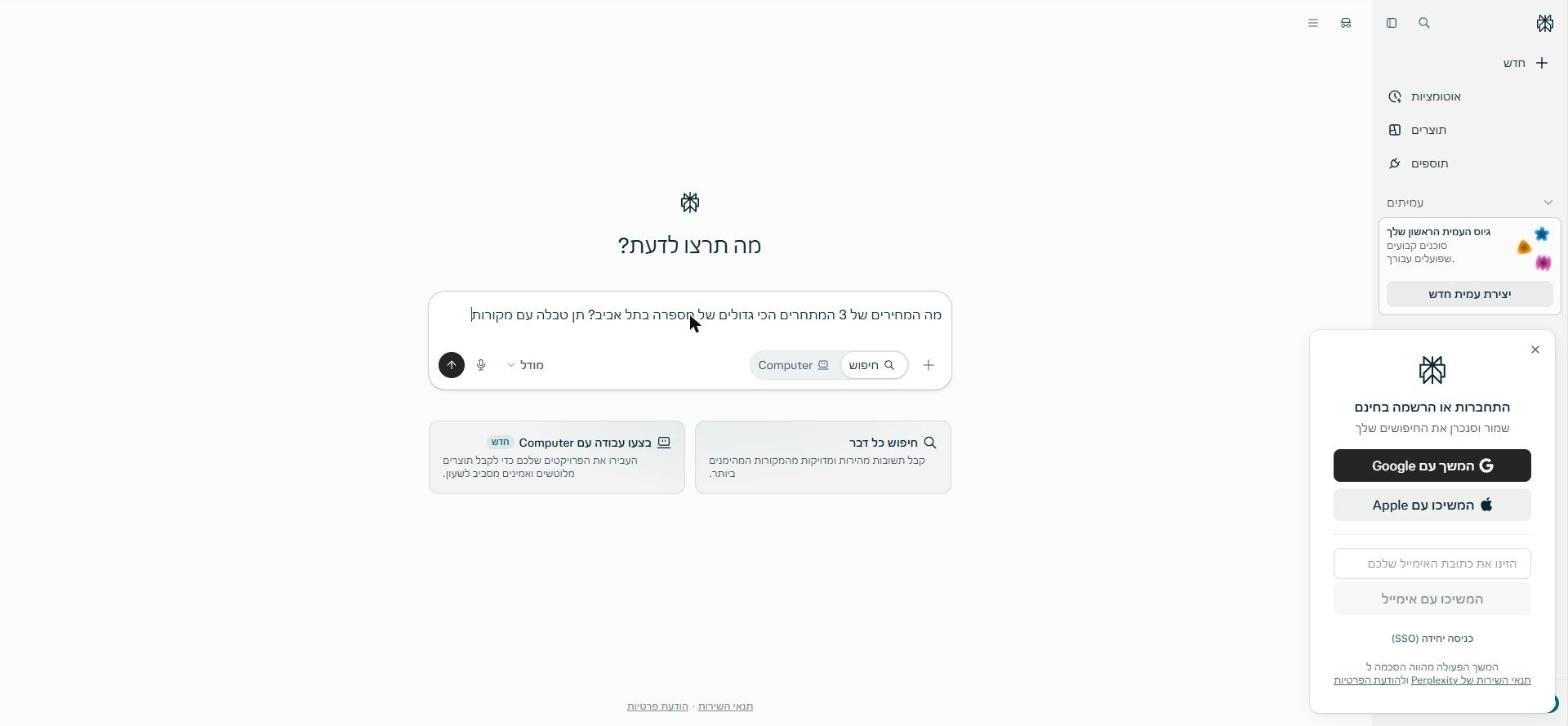 חדש
אוטומציות
תוצרים
תוספים
עמיתים
גיוס העמית הראשון שלך
סוכנים קבועים
שפועלים עבורך.
יצירת עמית חדש
מה תרצו לדעת?
מה המחירים של 3 המתחרים הכי גדולים של מספרה בתל אביב? תן טבלה עם מקורות
חיפוש
Computer
מודל
חיפוש כל דבר
קבל תשובות מהירות ומדויקות מהמקורות המהימנים
ביותר.
בצעו עבודה עם Computer חדש
העבירו את הפרויקטים שלכם כדי לקבל תוצרים
מלוטשים ואמינים מסביב לשעון.
התחברות או הרשמה בחינם
שמור וסנכרן את החיפושים שלך
המשך עם Google
המשיכו עם Apple
הזינו את כתובת האימייל שלכם
המשיכו עם אימייל
כניסה יחידה (SSO)
המשך הפעולה מהווה הסכמה ל
תנאי השירות של Perplexity ולהודעת הפרטיות
תנאי השירות · הודעת פרטיות